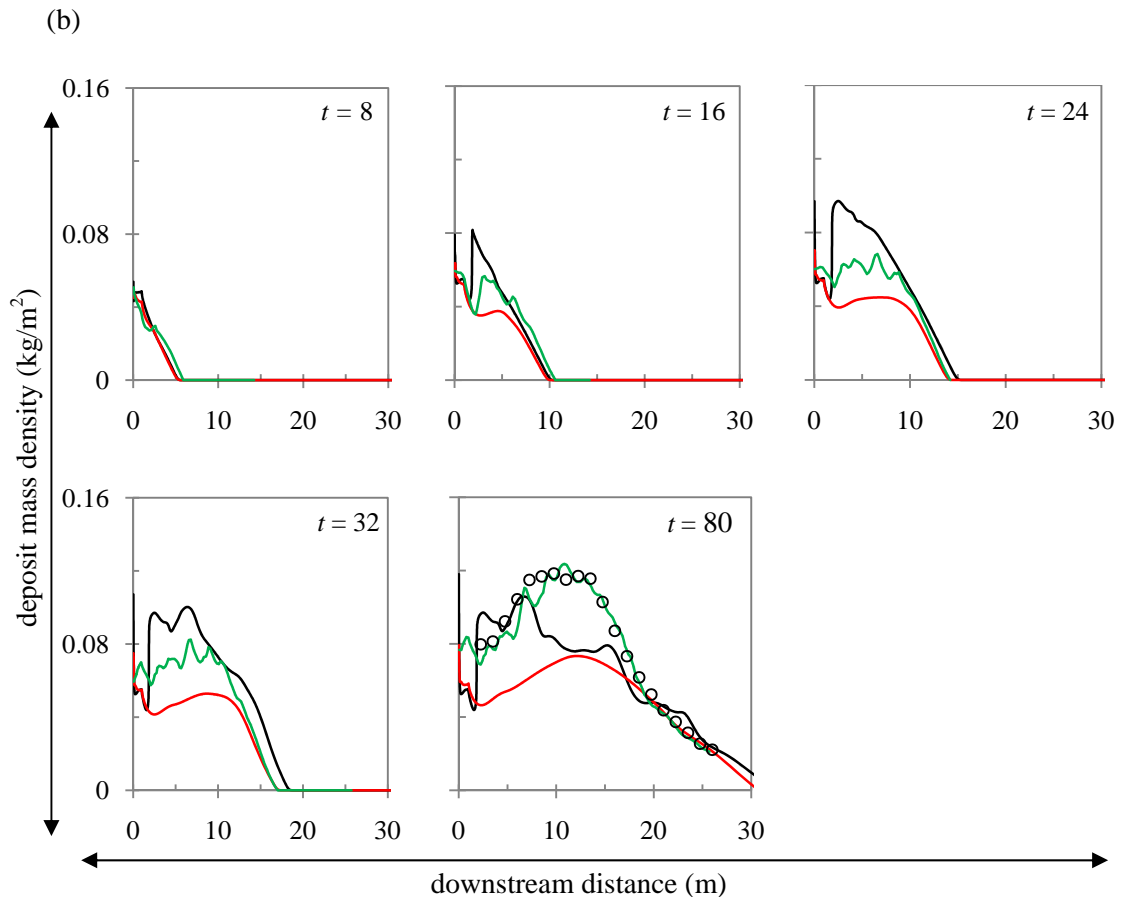 (b)
0.16
t = 8
t = 16
t = 24
0.08
0
0 10 20 30
0 10 20 30
0 10 20 30
0.16
t = 32
t = 80
0.08
0
0 10 20 30
0 10 20 30
deposit mass density (kg/m²)
downstream distance (m)